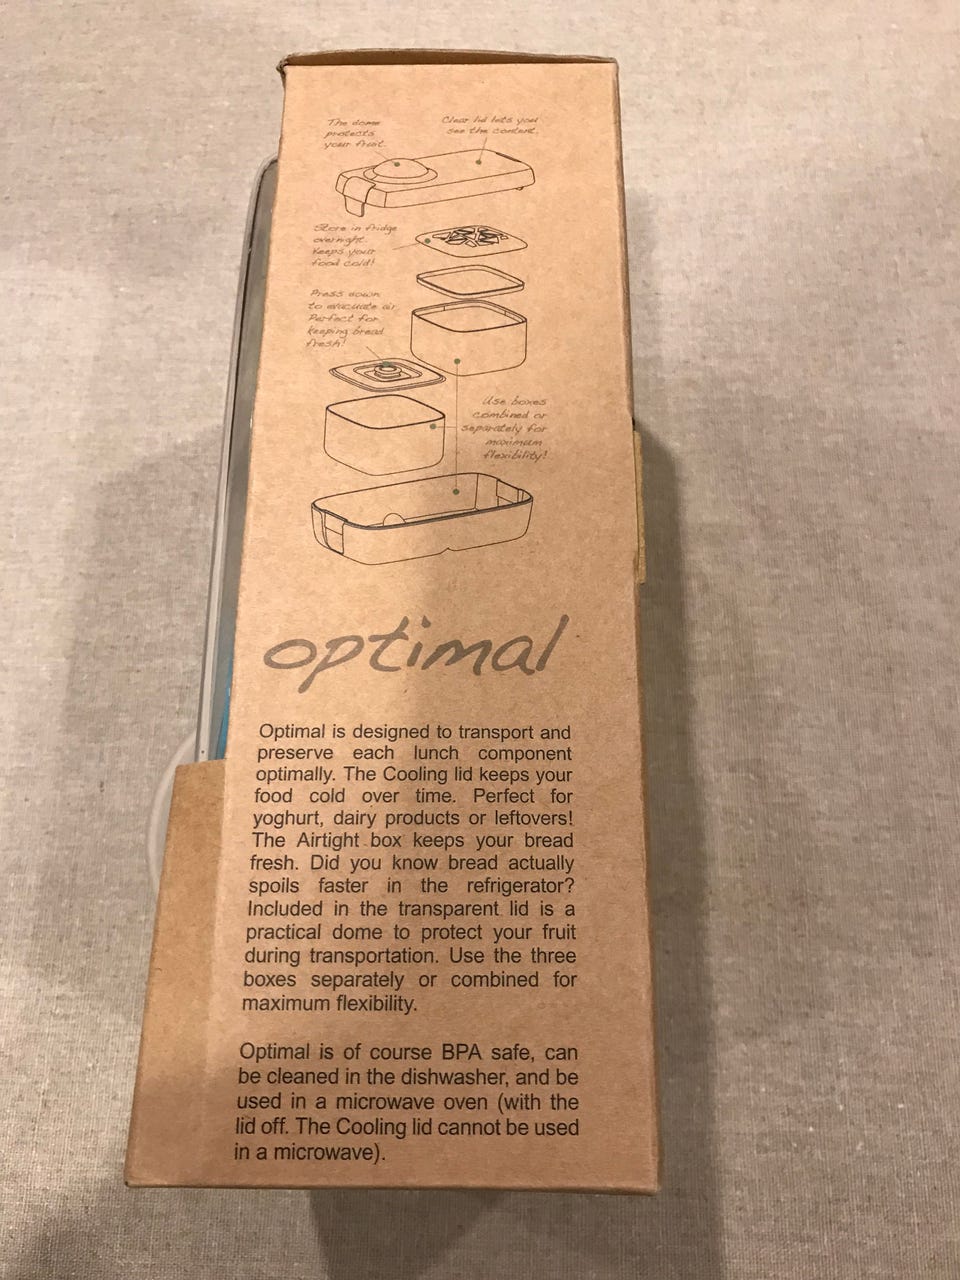 The dome
protects
your fruit.
Clear lid lets you
see the content.
Store in fridge
overnight.
Keeps your
food cold!
Press down
to evacuate air.
Perfect for
keeping bread
fresh!
Use boxes
combined or
separately for
maximum
flexibility!
optimal
Optimal is designed to transport and
preserve each lunch component
optimally. The Cooling lid keeps your
food cold over time. Perfect for
yoghurt, dairy products or leftovers!
The Airtight box keeps your bread
fresh. Did you know bread actually
spoils faster in the refrigerator?
Included in the transparent lid is a
practical dome to protect your fruit
during transportation. Use the three
boxes separately or combined for
maximum flexibility.
Optimal is of course BPA safe, can
be cleaned in the dishwasher, and be
used in a microwave oven (with the
lid off. The Cooling lid cannot be used
in a microwave).